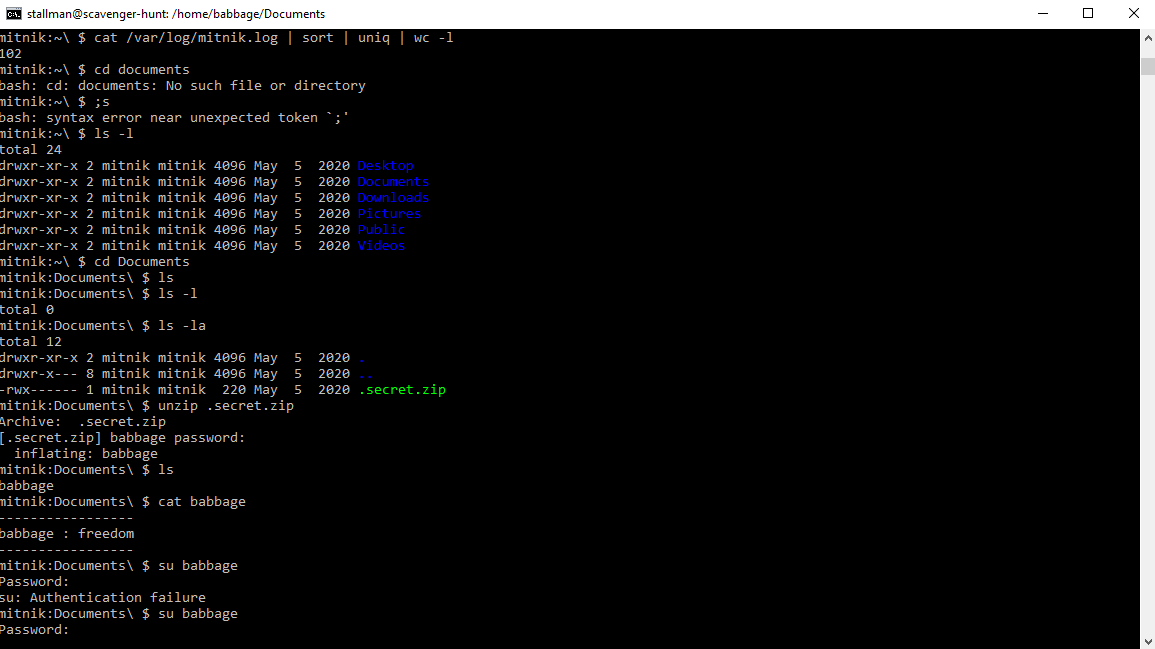 stallman@scavenger-hunt: /home/babbage/Documents
mitnik:~\ $ cat /var/log/mitnik.log | sort | uniq | wc -l
102
mitnik:~\ $ cd documents
bash: cd: documents: No such file or directory
mitnik:~\ $ ;s
bash: syntax error near unexpected token `;'
mitnik:~\ $ ls -l
total 24
drwxr-xr-x 2 mitnik mitnik 4096 May  5  2020 Desktop
drwxr-xr-x 2 mitnik mitnik 4096 May  5  2020 Documents
drwxr-xr-x 2 mitnik mitnik 4096 May  5  2020 Downloads
drwxr-xr-x 2 mitnik mitnik 4096 May  5  2020 Pictures
drwxr-xr-x 2 mitnik mitnik 4096 May  5  2020 Public
drwxr-xr-x 2 mitnik mitnik 4096 May  5  2020 Videos
mitnik:~\ $ cd Documents
mitnik:Documents\ $ ls
mitnik:Documents\ $ ls -l
total 0
mitnik:Documents\ $ ls -la
total 12
drwxr-xr-x 2 mitnik mitnik 4096 May  5  2020 .
drwxr-x--- 8 mitnik mitnik 4096 May  5  2020 ..
-rwx------ 1 mitnik mitnik  220 May  5  2020 .secret.zip
mitnik:Documents\ $ unzip .secret.zip
Archive:  .secret.zip
[.secret.zip] babbage password:
  inflating: babbage
mitnik:Documents\ $ ls
babbage
mitnik:Documents\ $ cat babbage
-----------------
babbage : freedom
-----------------
mitnik:Documents\ $ su babbage
Password:
su: Authentication failure
mitnik:Documents\ $ su babbage
Password: